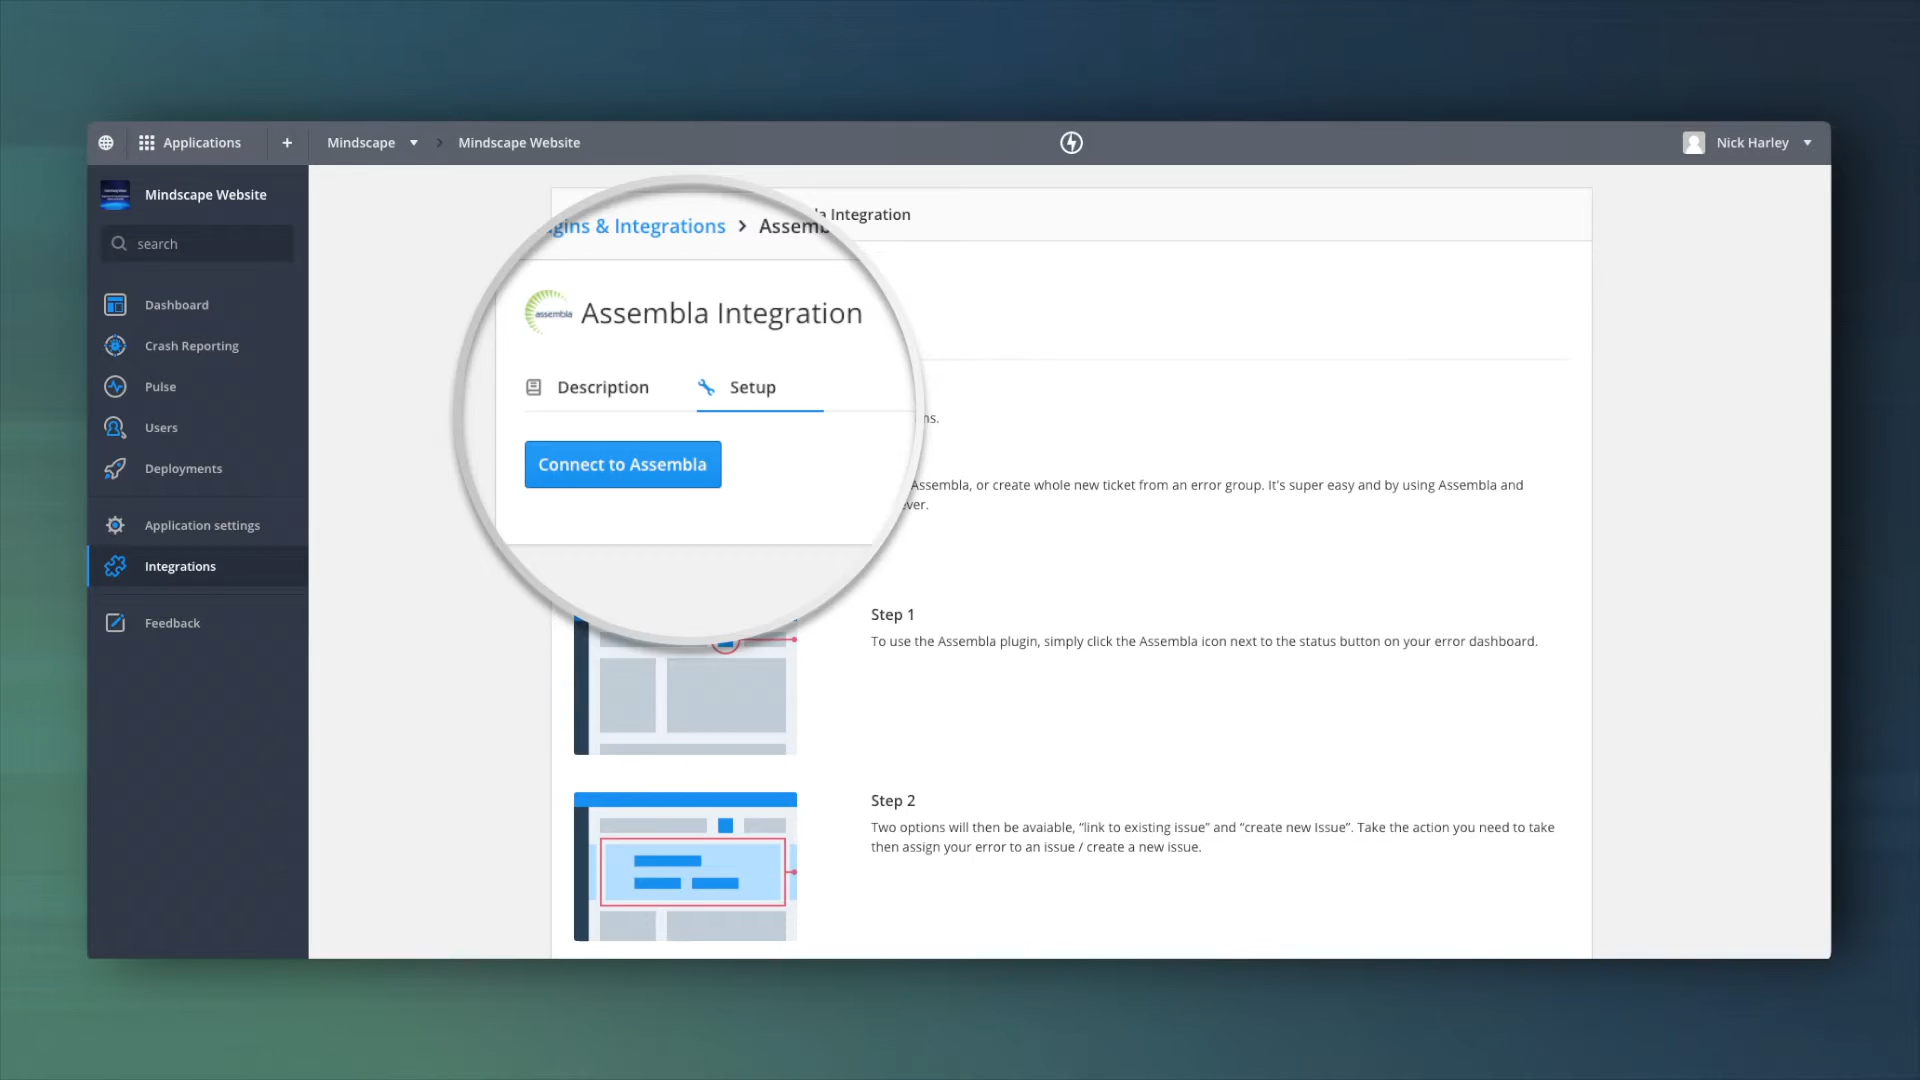 Applications
+
Mindscape
Mindscape Website
Nick Harley
Mindscape Website
search
Dashboard
Crash Reporting
Pulse
Users
Deployments
Application settings
Integrations
Feedback
Integration
& Integrations > 
assembla Assembla Integration
Description
Setup
Connect to Assembla
Assembla, or create whole new ticket from an error group. It's super easy and by using Assembla and
Step 1
To use the Assembla plugin, simply click the Assembla icon next to the status button on your error dashboard.
Step 2
Two options will then be avaiable, “link to existing issue” and “create new Issue”. Take the action you need to take
then assign your error to an issue / create a new issue.